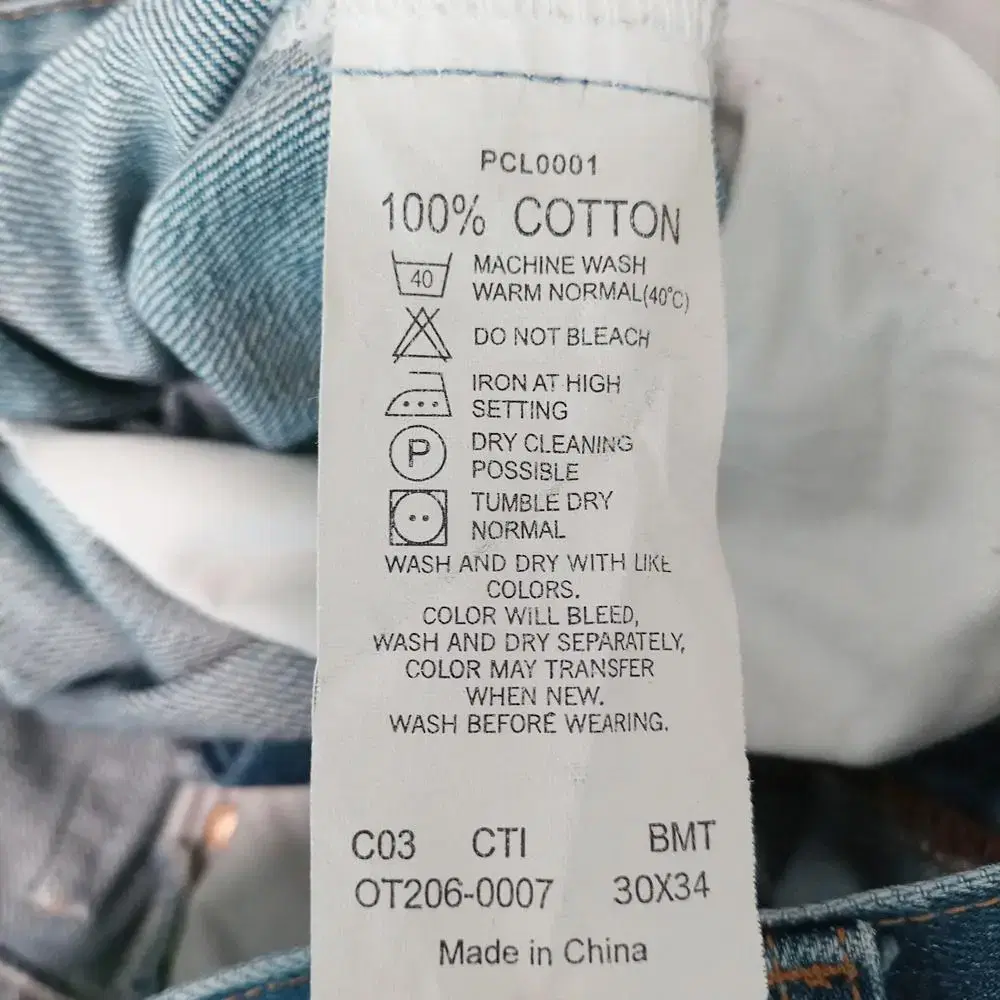 PCL0001
100% COTTON
40
MACHINE WASH
WARM NORMAL(40°C)
DO NOT BLEACH
IRON AT HIGH
SETTING
P
DRY CLEANING
POSSIBLE
TUMBLE DRY
NORMAL
WASH AND DRY WITH LIKE
COLORS.
COLOR WILL BLEED,
WASH AND DRY SEPARATELY,
COLOR MAY TRANSFER
WHEN NEW.
WASH BEFORE WEARING.
C03 CTI BMT
OT206-0007 30X34
Made in China